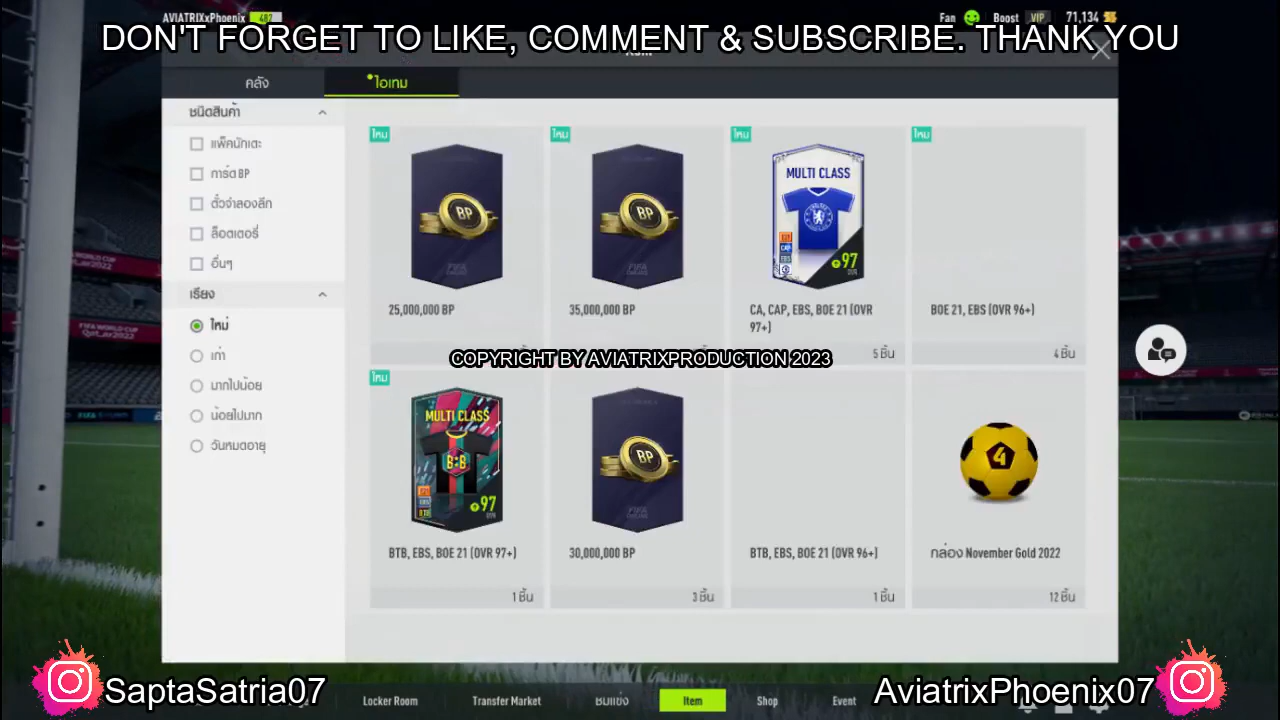 AVIATRIXxPhoenix
Fan
Boost VIP 71,134
DON'T FORGET TO LIKE, COMMENT & SUBSCRIBE. THANK YOU
คลัง
ไอเทม
ชนิดสินค้า
แพ็คนักเตะ
การ์ด BP
ตั๋วจำลองลีก
ล็อตเตอรี่
อื่นๆ
เรียง
ใหม่
เก่า
มากไปน้อย
น้อยไปมาก
วันหมดอายุ
ใหม่
BP
25,000,000 BP
ใหม่
BP
35,000,000 BP
ใหม่
MULTI CLASS
97
CA, CAP, EBS, BOE 21 (OVR
97+)
5 ชิ้น
ใหม่
BOE 21, EBS (OVR 96+)
4 ชิ้น
COPYRIGHT BY AVIATRIXPRODUCTION 2023
ใหม่
MULTI CLASS
97
BTB, EBS, BOE 21 (OVR 97+)
1 ชิ้น
BP
30,000,000 BP
3 ชิ้น
BTB, EBS, BOE 21 (OVR 96+)
1 ชิ้น
4
กล่อง November Gold 2022
12 ชิ้น
FIFA WORLD CUP
SaptaSatria07
Locker Room
Transfer Market
Item
Shop
Event
AviatrixPhoenix07